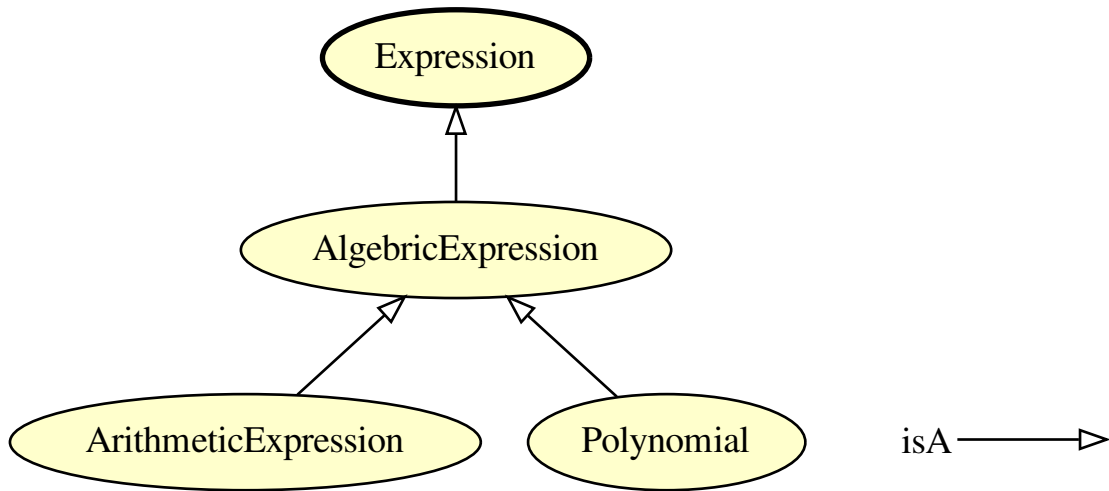 Expression
AlgebricExpression
ArithmeticExpression
Polynomial
isA